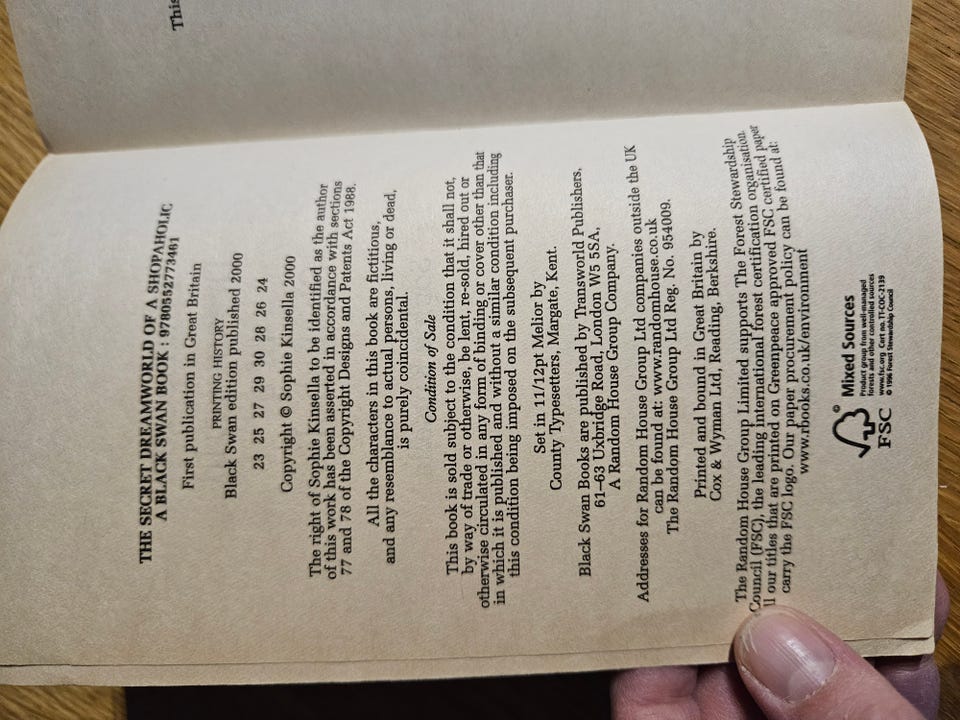 This
THE SECRET DREAMWORLD OF A SHOPAHOLIC
A BLACK SWAN BOOK : 9780552773461
First publication in Great Britain
PRINTING HISTORY
Black Swan edition published 2000
23 25 27 29 30 28 26 24
Copyright © Sophie Kinsella 2000
The right of Sophie Kinsella to be identified as the author
of this work has been asserted in accordance with sections
77 and 78 of the Copyright Designs and Patents Act 1988.
All the characters in this book are fictitious,
and any resemblance to actual persons, living or dead,
is purely coincidental.
Condition of Sale
This book is sold subject to the condition that it shall not,
by way of trade or otherwise, be lent, re-sold, hired out or
otherwise circulated in any form of binding or cover other than that
in which it is published and without a similar condition including
this condition being imposed on the subsequent purchaser.
Set in 11/12pt Melior by
County Typesetters, Margate, Kent.
Black Swan Books are published by Transworld Publishers,
61–63 Uxbridge Road, London W5 5SA,
A Random House Group Company.
Addresses for Random House Group Ltd companies outside the UK
can be found at: www.randomhouse.co.uk
The Random House Group Ltd Reg. No. 954009.
Printed and bound in Great Britain by
Cox & Wyman Ltd, Reading, Berkshire.
The Random House Group Limited supports The Forest Stewardship
Council (FSC), the leading international forest certification organisation.
ll our titles that are printed on Greenpeace approved FSC certified paper
carry the FSC logo. Our paper procurement policy can be found at:
www.rbooks.co.uk/environment
FSC
Mixed Sources
Product group from well-managed
forests and other controlled sources
www.fsc.org Cert no. TT-COC-2139
© 1996 Forest Stewardship Council